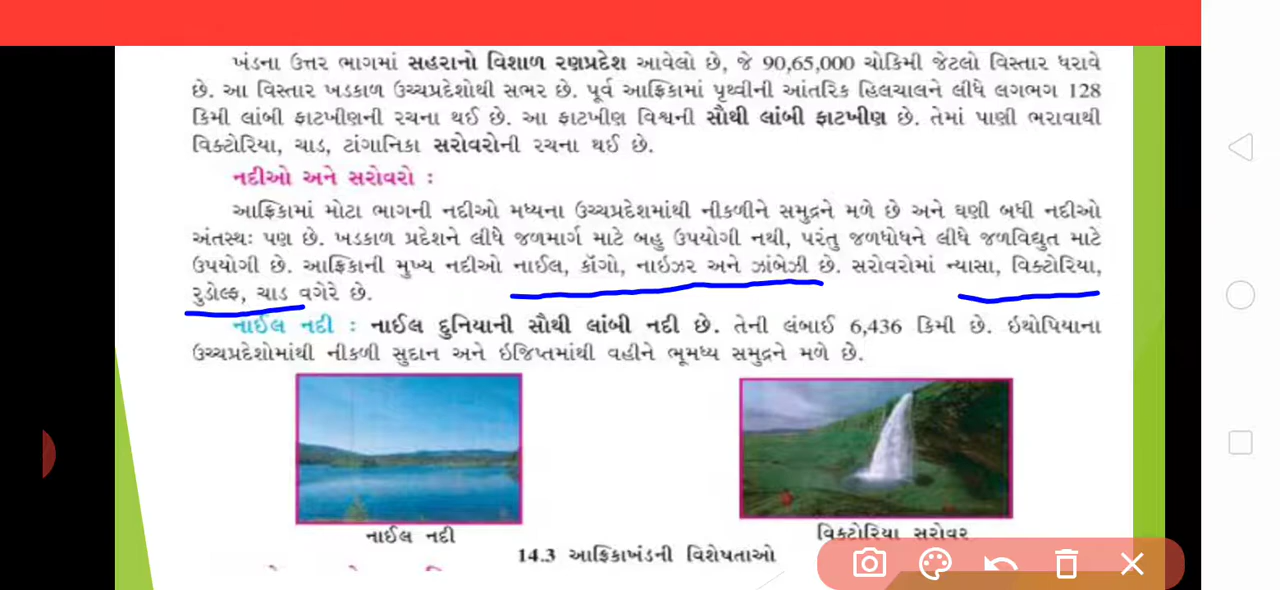 ખંડના ઉત્તર ભાગમાં સહરાનો વિશાળ રણપ્રદેશ આવેલો છે, જે 90,65,000 ચોકિમી જેટલો વિસ્તાર ધરાવે
છે. આ વિસ્તાર ખડકાળ ઉચ્ચપ્રદેશોથી સભર છે. પૂર્વ આફ્રિકામાં પૃથ્વીની આંતરિક હિલચાલને લીધે લગભગ 128
કિમી લાંબી ફાટખીણની રચના થઈ છે. આ ફાટખીણ વિશ્વની સૌથી લાંબી ફાટખીણ છે. તેમાં પાણી ભરાવાથી
વિક્ટોરિયા, ચાડ, ટાંગાનિકા સરોવરોની રચના થઈ છે.
નદીઓ અને સરોવરો :
આફ્રિકામાં મોટા ભાગની નદીઓ મધ્યના ઉચ્ચપ્રદેશમાંથી નીકળીને સમુદ્રને મળે છે અને ઘણી બધી નદીઓ
અંતસ્થઃ પણ છે. ખડકાળ પ્રદેશને લીધે જળમાર્ગ માટે બહુ ઉપયોગી નથી, પરંતુ જળધોધને લીધે જળવિદ્યુત માટે
ઉપયોગી છે. આફ્રિકાની મુખ્ય નદીઓ નાઈલ, કૉંગો, નાઇઝર અને ઝાંબેઝી છે. સરોવરોમાં ન્યાસા, વિક્ટોરિયા,
રુડોલ્ફ, ચાડ વગેરે છે.
નાઈલ નદી : નાઈલ દુનિયાની સૌથી લાંબી નદી છે. તેની લંબાઈ 6,436 કિમી છે. ઇથોપિયાના
ઉચ્ચપ્રદેશોમાંથી નીકળી સુદાન અને ઇજિપ્તમાંથી વહીને ભૂમધ્ય સમુદ્રને મળે છે.
નાઈલ નદી
વિક્ટોરિયા સરોવર
14.3 આફ્રિકાખંડની વિશેષતાઓ